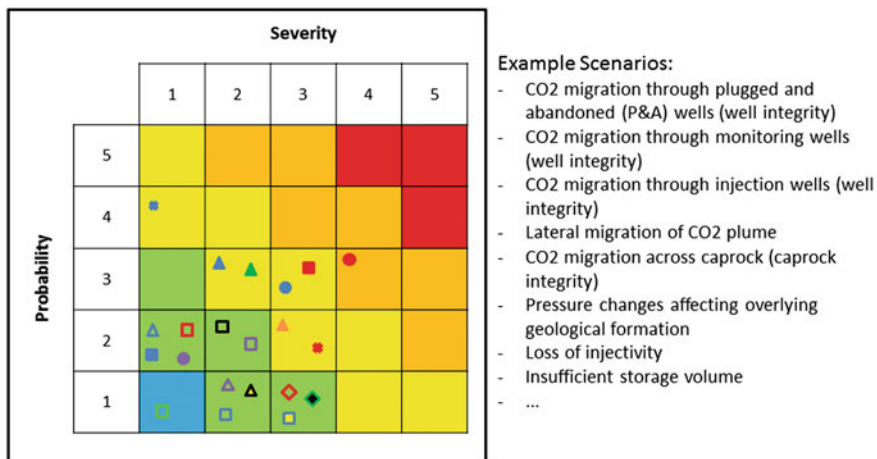 Severity
1 2 3 4 5
5
4
3
2
1
Probability
Example Scenarios:
- CO2 migration through plugged and
abandoned (P&A) wells (well integrity)
- CO2 migration through monitoring wells
(well integrity)
- CO2 migration through injection wells (well
integrity)
- Lateral migration of CO2 plume
- CO2 migration across caprock (caprock
integrity)
- Pressure changes affecting overlying
geological formation
- Loss of injectivity
- Insufficient storage volume
- ...